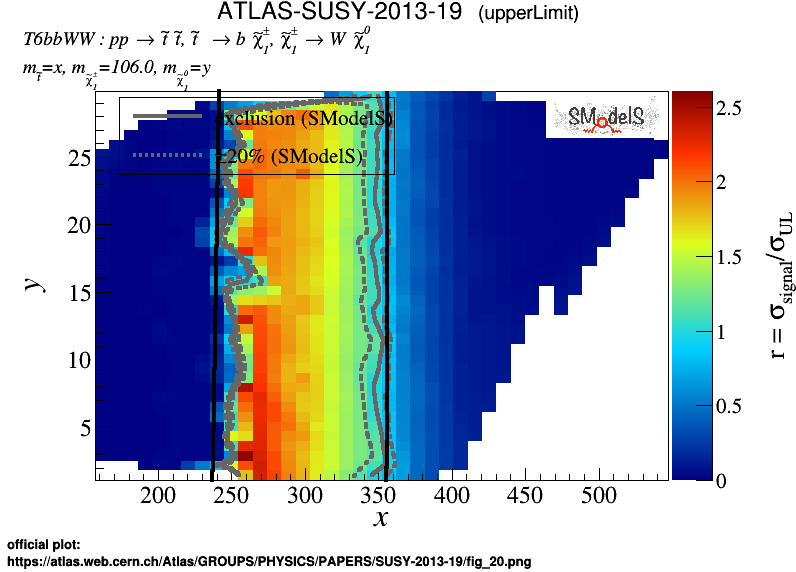 ATLAS-SUSY-2013-19 (upperLimit)
T6bbWW : pp → t̃ t̃, t̃ → b χ̃₁±, χ̃₁± → W χ̃₁⁰
m_t̃=x, m_χ̃₁±=106.0, m_χ̃₁⁰=y
exclusion (SModelS)
±20% (SModelS)
SModelS
25
20
15
10
5
y
200 250 300 350 400 450 500
x
2.5
2
1.5
1
0.5
0
r = σsignal/σUL
official plot:
https://atlas.web.cern.ch/Atlas/GROUPS/PHYSICS/PAPERS/SUSY-2013-19/fig_20.png